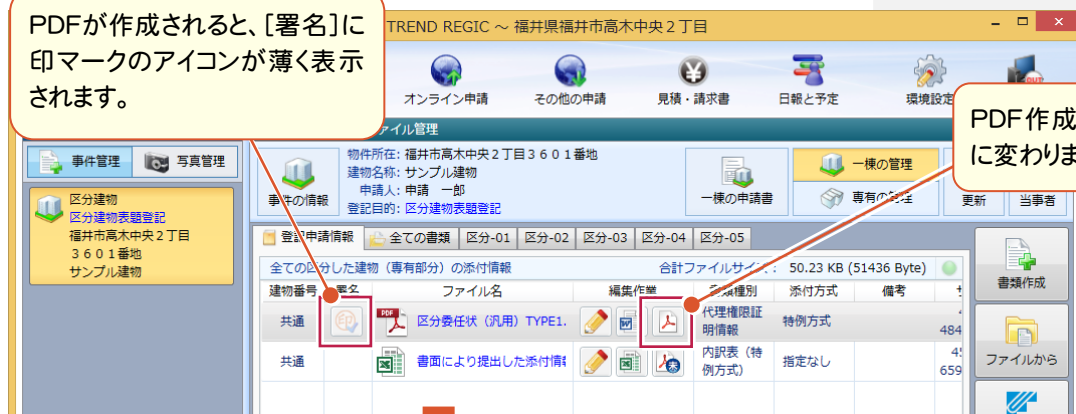 PDFが作成されると、[署名]に
印マークのアイコンが薄く表示
されます。
TREND REGIC ～ 福井県福井市高木中央２丁目
オンライン申請
その他の申請
見積・請求書
日報と予定
環境設定
PDF作成
に変わりま
ァイル管理
事件管理
写真管理
区分建物
区分建物表題登記
福井市高木中央２丁目
３６０１番地
サンプル建物
事件の情報
物件所在: 福井市高木中央２丁目３６０１番地
建物名称: サンプル建物
申請人: 申請　一郎
登記目的: 区分建物表題登記
一棟の申請書
一棟の管理
専有の管理
更新
当事者
登記申請情報
全ての書類
区分-01
区分-02
区分-03
区分-04
区分-05
全ての区分した建物（専有部分）の添付情報
合計ファイルサイズ : 50.23 KB (51436 Byte)
建物番号 署名 ファイル名 編集作業 書類種別 添付方式 備考
共通 区分委任状（汎用）TYPE1. 代理権限証
明情報 特例方式 484
共通 書面により提出した添付情報 内訳表（特
例方式） 指定なし 659
書類作成
ファイルから